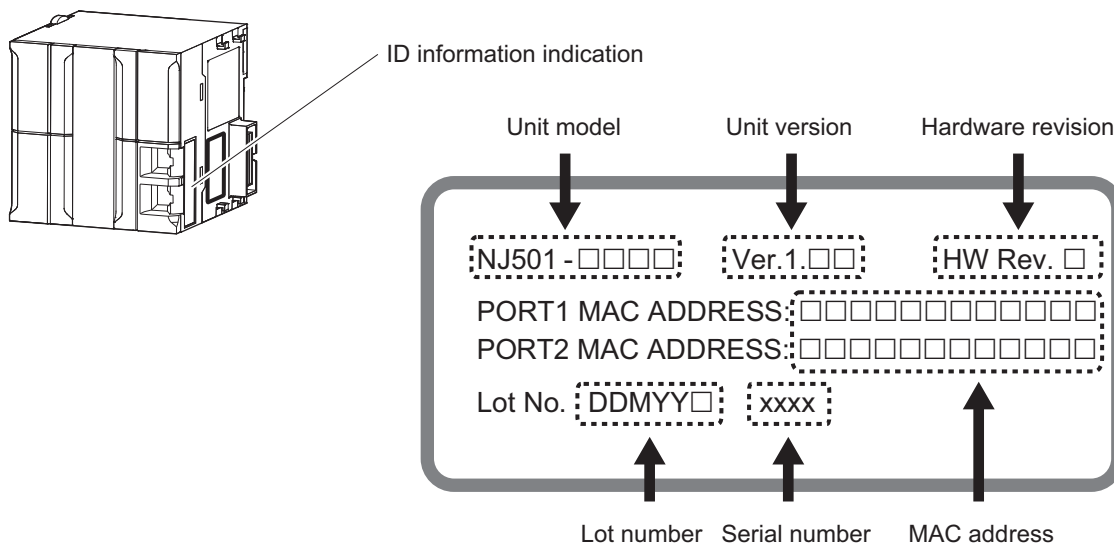 ID information indication
Unit model Unit version Hardware revision
NJ501 - □□□□ Ver.1.□□ HW Rev. □
PORT1 MAC ADDRESS: □□□□□□□□□□□□
PORT2 MAC ADDRESS: □□□□□□□□□□□□
Lot No. DDMYY□ xxxx
Lot number Serial number MAC address